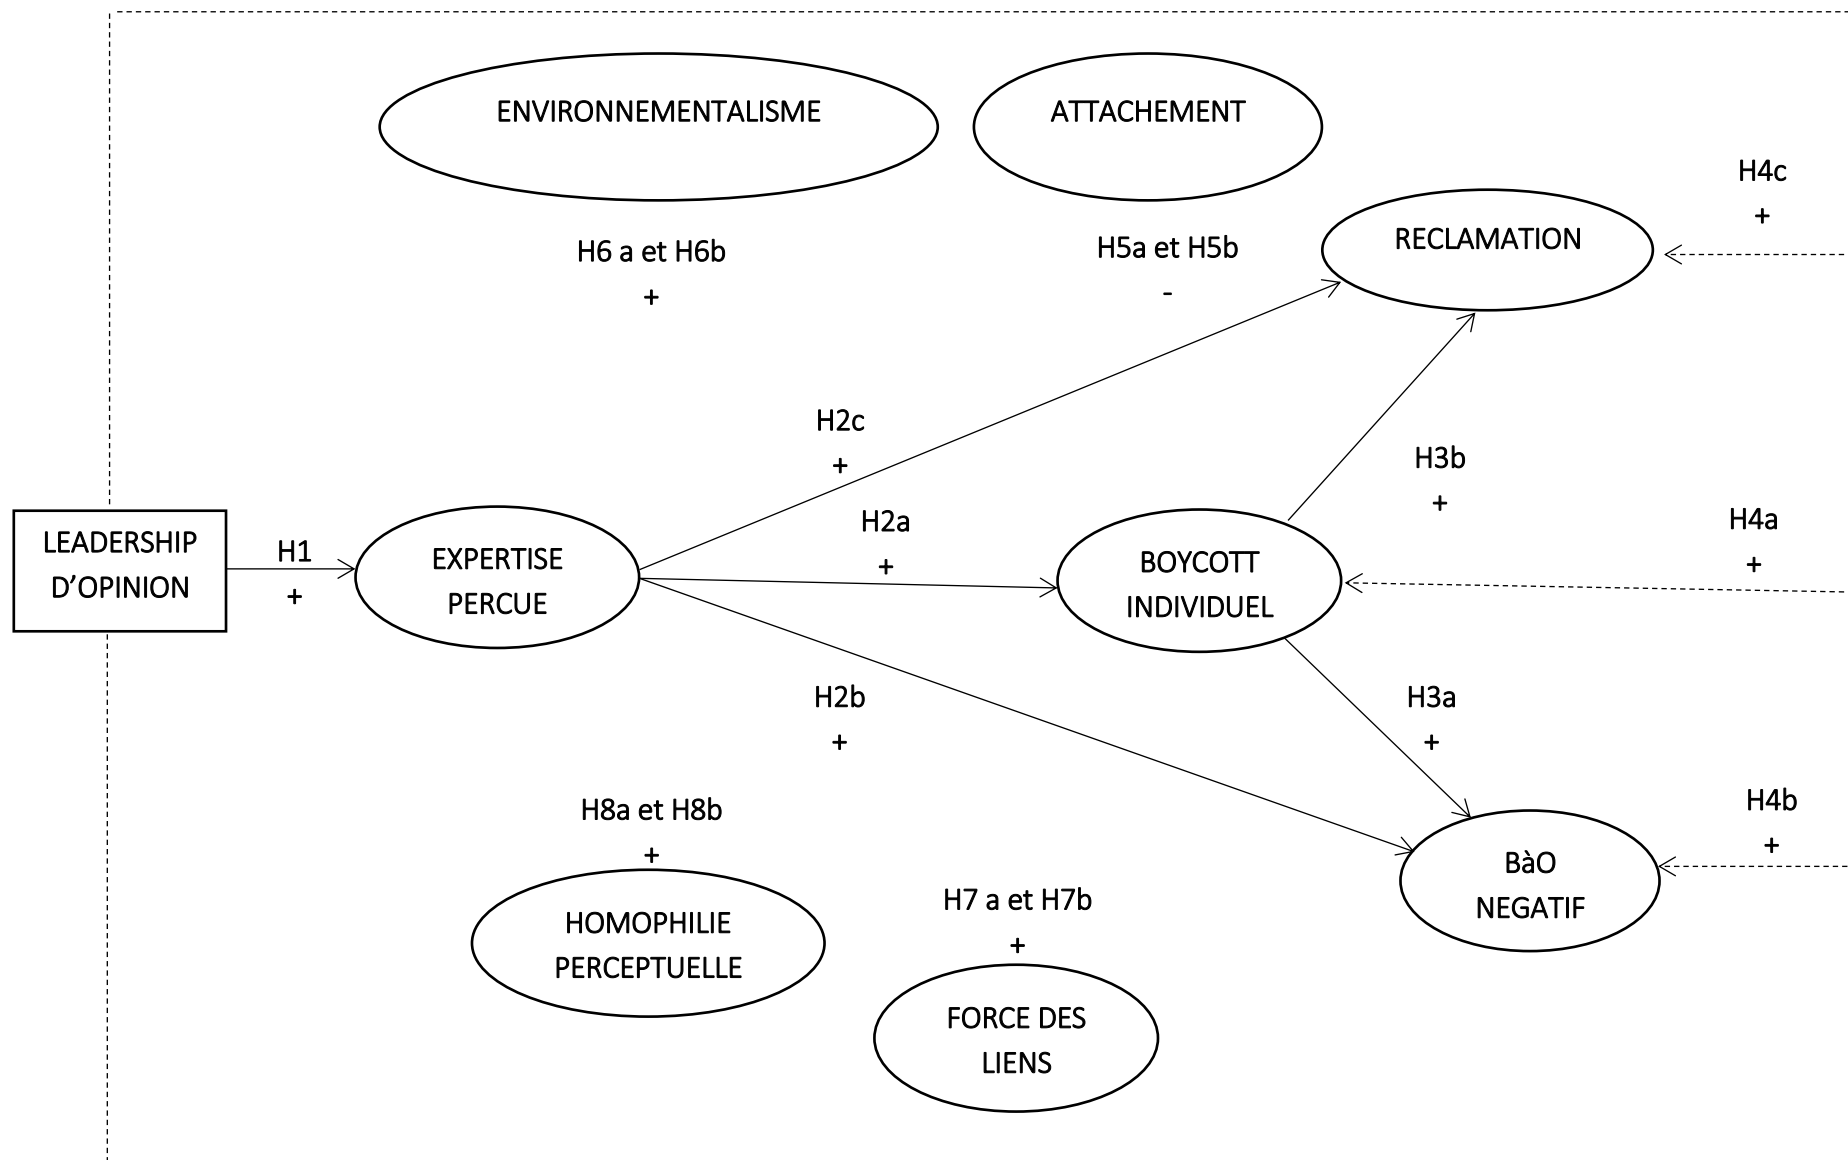 ENVIRONNEMENTALISME
ATTACHEMENT
H4c
+
RECLAMATION
H6 a et H6b
+
H5a et H5b
-
H2c
+
H3b
+
H2a
+
H4a
+
LEADERSHIP
D’OPINION
H1
+
EXPERTISE
PERCUE
BOYCOTT
INDIVIDUEL
H2b
+
H3a
+
H8a et H8b
+
H4b
+
HOMOPHILIE
PERCEPTUELLE
H7 a et H7b
+
BàO
NEGATIF
FORCE DES
LIENS